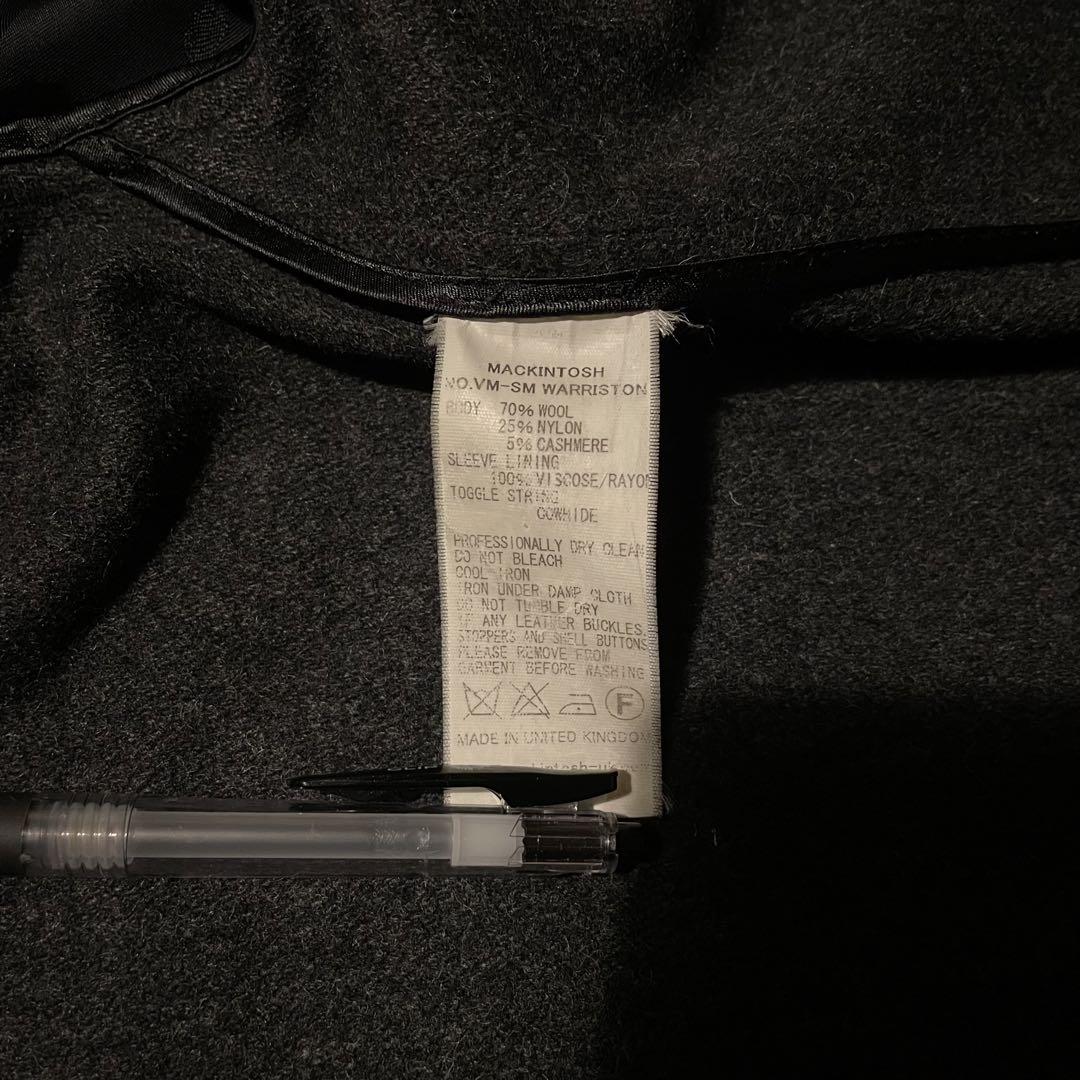 MACKINTOSH
NO.VM-SM WARRISTON
BODY 70% WOOL
25% NYLON
5% CASHMERE
SLEEVE LINING
100% VISCOSE/RAYON
TOGGLE STRING
COWHIDE
PROFESSIONALLY DRY CLEAN
DO NOT BLEACH
COOL IRON
IRON UNDER DAMP CLOTH
DO NOT TUMBLE DRY
IF ANY LEATHER BUCKLES,
STOPPERS AND SHELL BUTTONS
PLEASE REMOVE FROM
GARMENT BEFORE WASHING
F
MADE IN UNITED KINGDOM